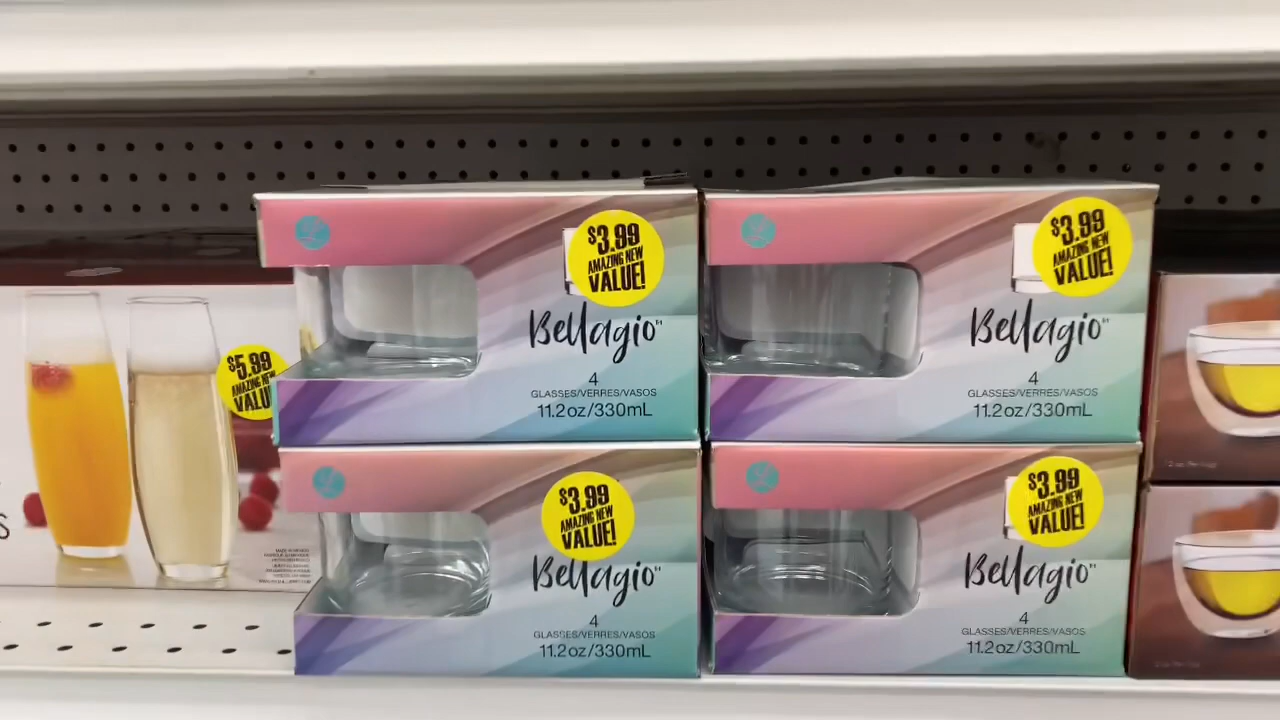 $3.99
AMAZING NEW
VALUE!
Bellagio
4
GLASSES/VERRES/VASOS
11.2oz/330mL
$3.99
AMAZING NEW
VALUE!
Bellagio
4
GLASSES/VERRES/VASOS
11.2oz/330mL
$5.99
AMAZING NEW
VALU
S
$3.99
AMAZING NEW
VALUE!
Bellagio
4
GLASSES/VERRES/VASOS
11.2oz/330mL
$3.99
AMAZING NEW
VALUE!
Bellagio
4
GLASSES/VERRES/VASOS
11.2oz/330mL